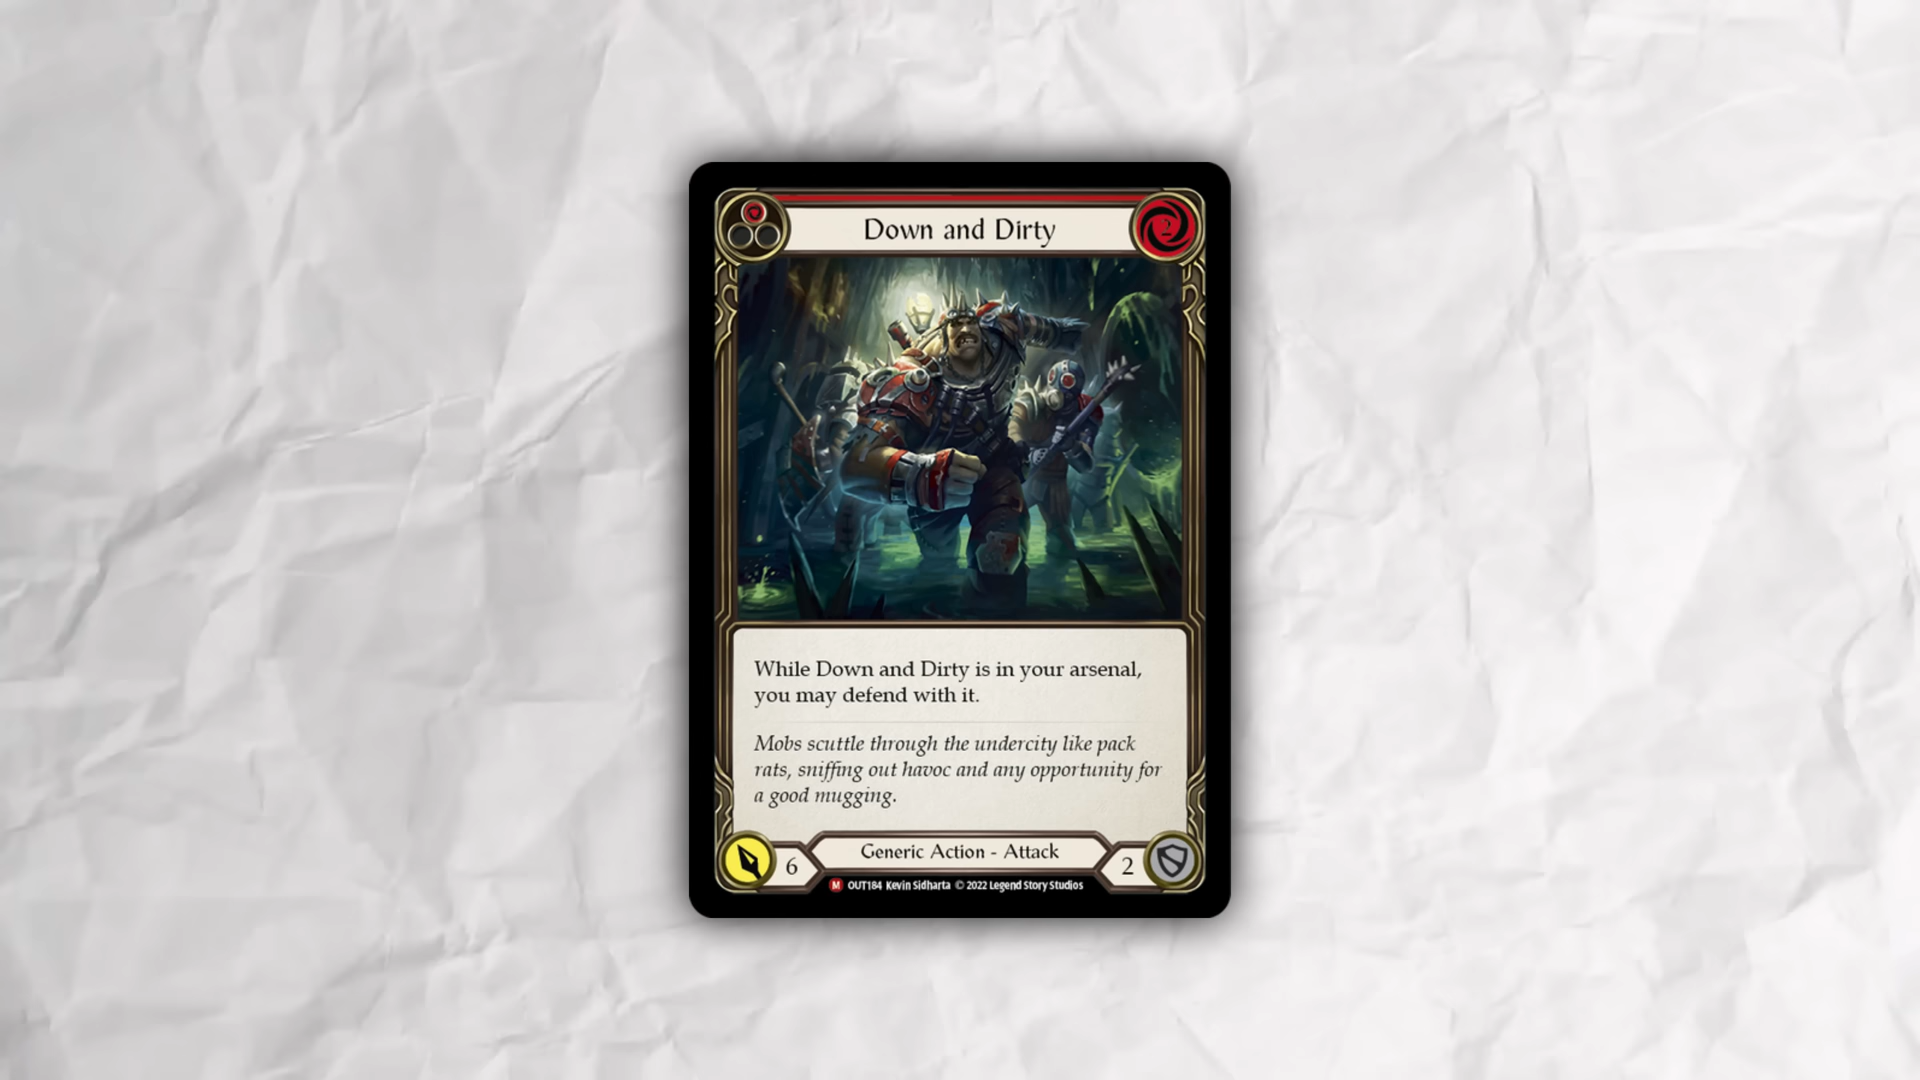 Down and Dirty
2
While Down and Dirty is in your arsenal,
you may defend with it.
Mobs scuttle through the undercity like pack
rats, sniffing out havoc and any opportunity for
a good mugging.
6
Generic Action - Attack
2
M OUT184 Kevin Sidharta © 2022 Legend Story Studios